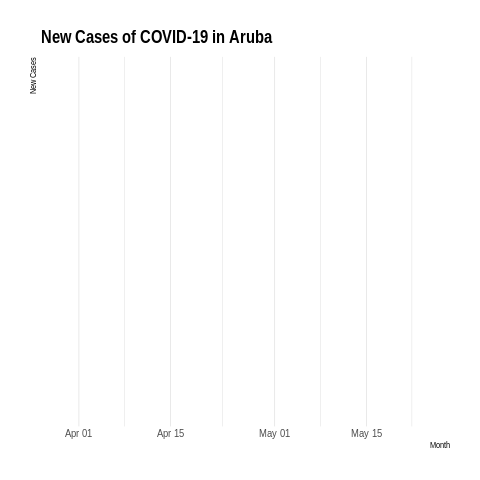 New Cases of COVID-19 in Aruba
New Cases
Apr 01
Apr 15
May 01
May 15
Month